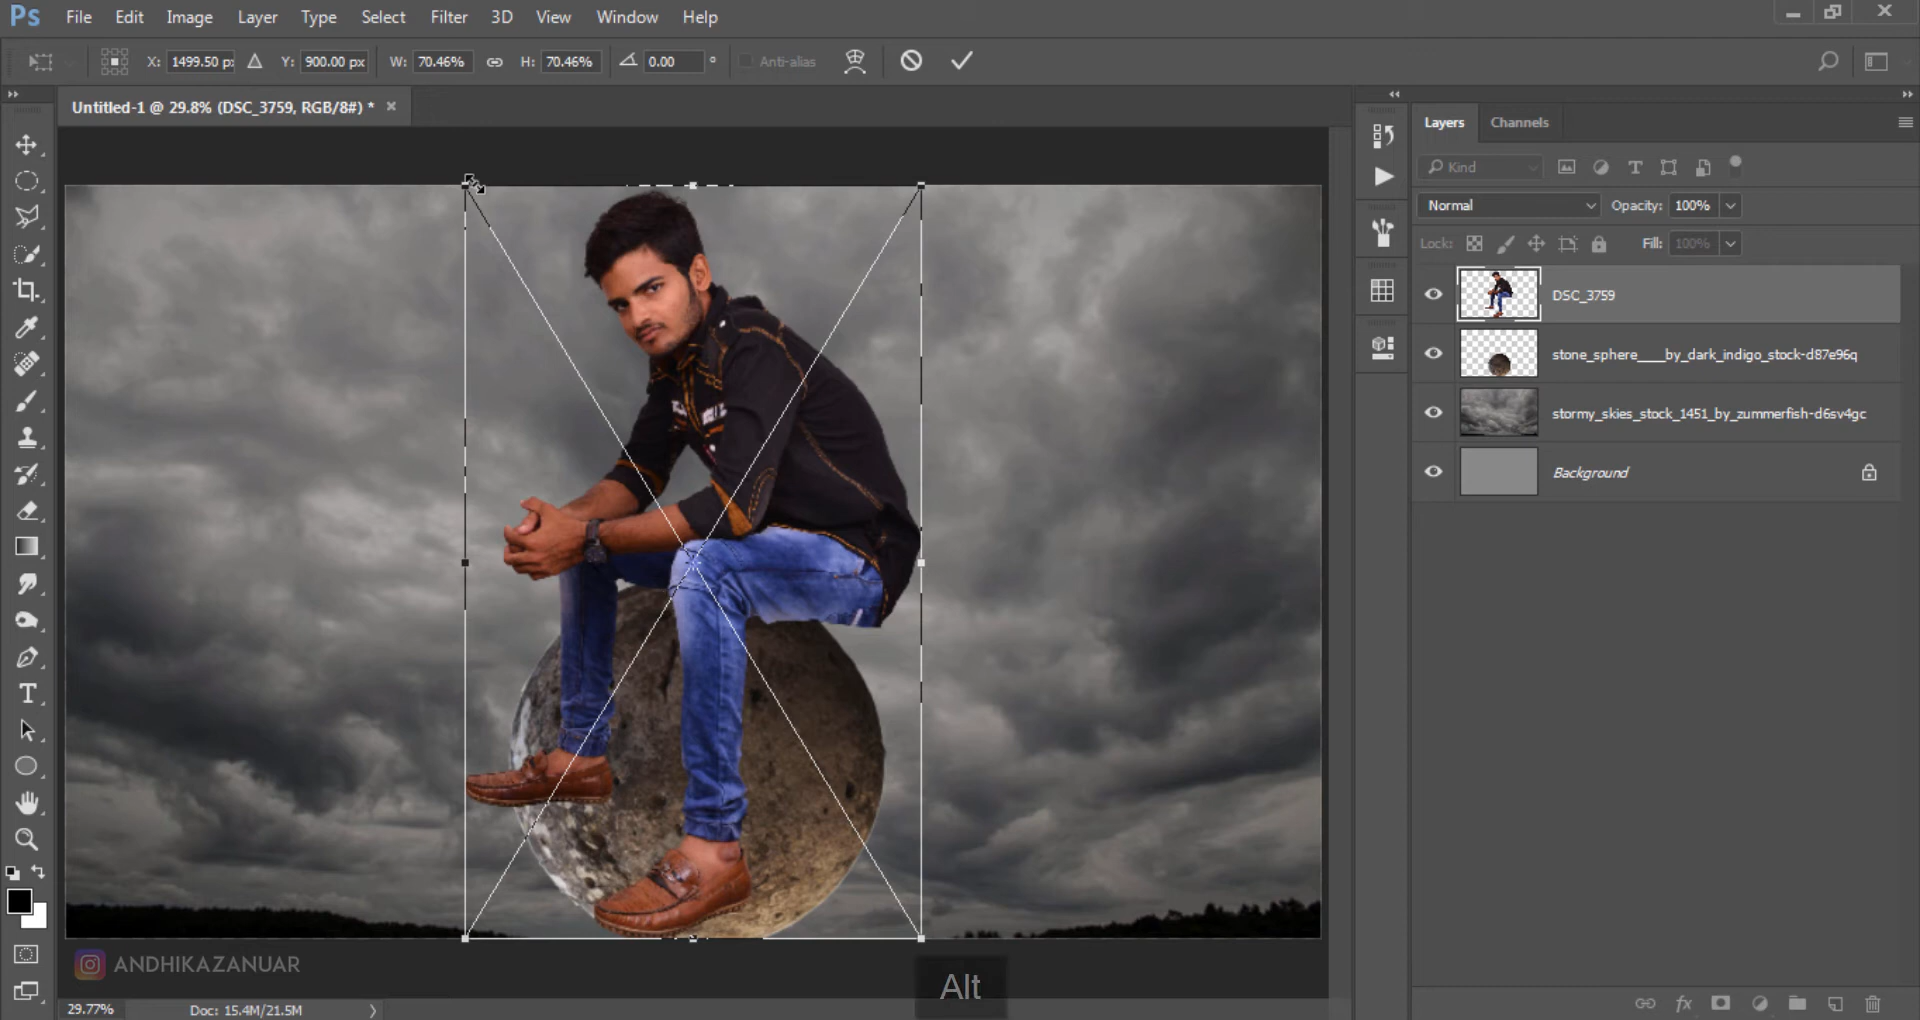 Ps File Edit Image Layer Type Select Filter 3D View Window Help
X: 1499.50 p Y: 900.00 px W: 70.46% H: 70.46% 0.00 ° Anti-alias
Untitled-1 @ 29.8% (DSC_3759, RGB/8#) * ×
Layers Channels
Kind
Normal Opacity: 100%
Lock: Fill: 100%
DSC_3759
stone_sphere____by_dark_indigo_stock-d87e96q
stormy_skies_stock_1451_by_zummerfish-d6sv4gc
Background
ANDHIKAZANUAR
Alt
29.77% Doc: 15.4M/21.5M
fx